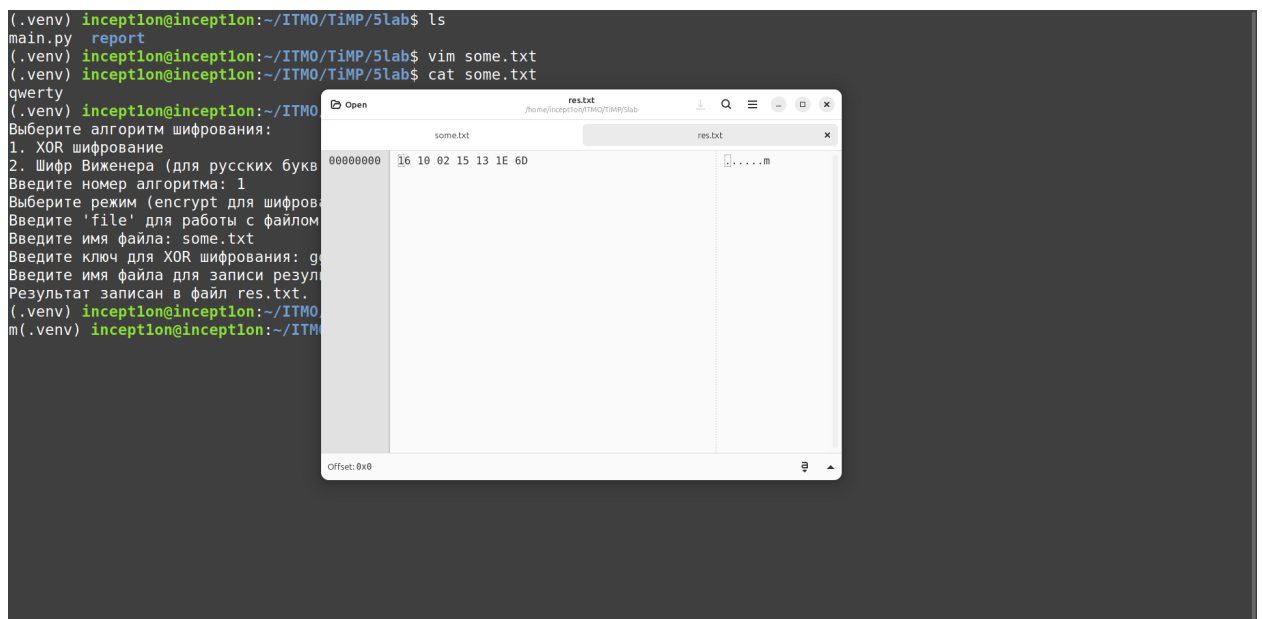 (.venv) incept1on@incept1on:~/ITMO/TiMP/5lab$ ls
main.py  report
(.venv) incept1on@incept1on:~/ITMO/TiMP/5lab$ vim some.txt
(.venv) incept1on@incept1on:~/ITMO/TiMP/5lab$ cat some.txt
qwerty
(.venv) incept1on@incept1on:~/ITMO
Выберите алгоритм шифрования:
1. XOR шифрование
2. Шифр Виженера (для русских букв
Введите номер алгоритма: 1
Выберите режим (encrypt для
Введите 'file' для работы с файлом
Введите имя файла: some.txt
Введите ключ для XOR шифрования:
Введите имя файла для записи
Результат записан в файл res.txt.
(.venv) incept1on@incept1on:~/ITMO
m(.venv) incept1on@incept1on:~/ITM
Open
res.txt
/home/incept1on/ITMO/TiMP/5lab
some.txt
res.txt
00000000 16 10 02 15 13 1E 6D ......m
Offset: 0x0